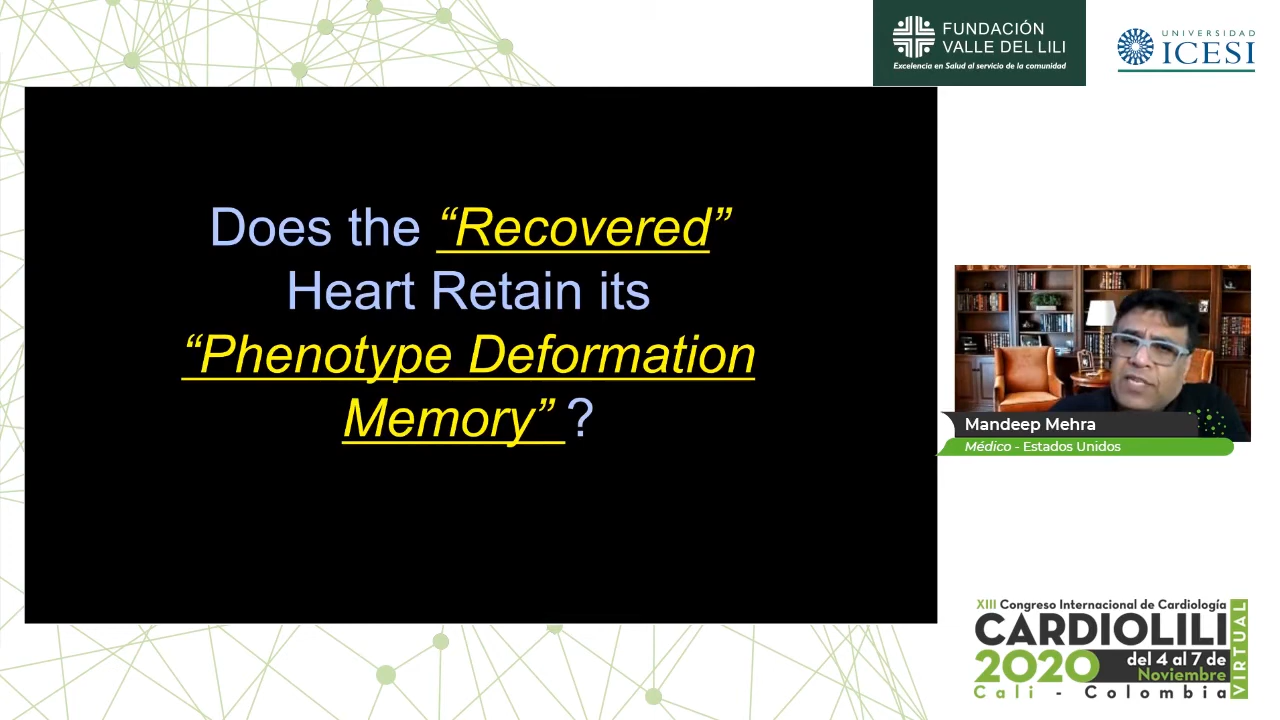 FUNDACIÓN
VALLE DEL LILI
Excelencia en Salud al servicio de la comunidad
UNIVERSIDAD
ICESI
Does the “Recovered”
Heart Retain its
“Phenotype Deformation
Memory” ?
Mandeep Mehra
Médico - Estados Unidos
XIII Congreso Internacional de Cardiología
CARDIOLILI
2020
del 4 al 7 de
Noviembre
Cali - Colombia
VIRTUAL